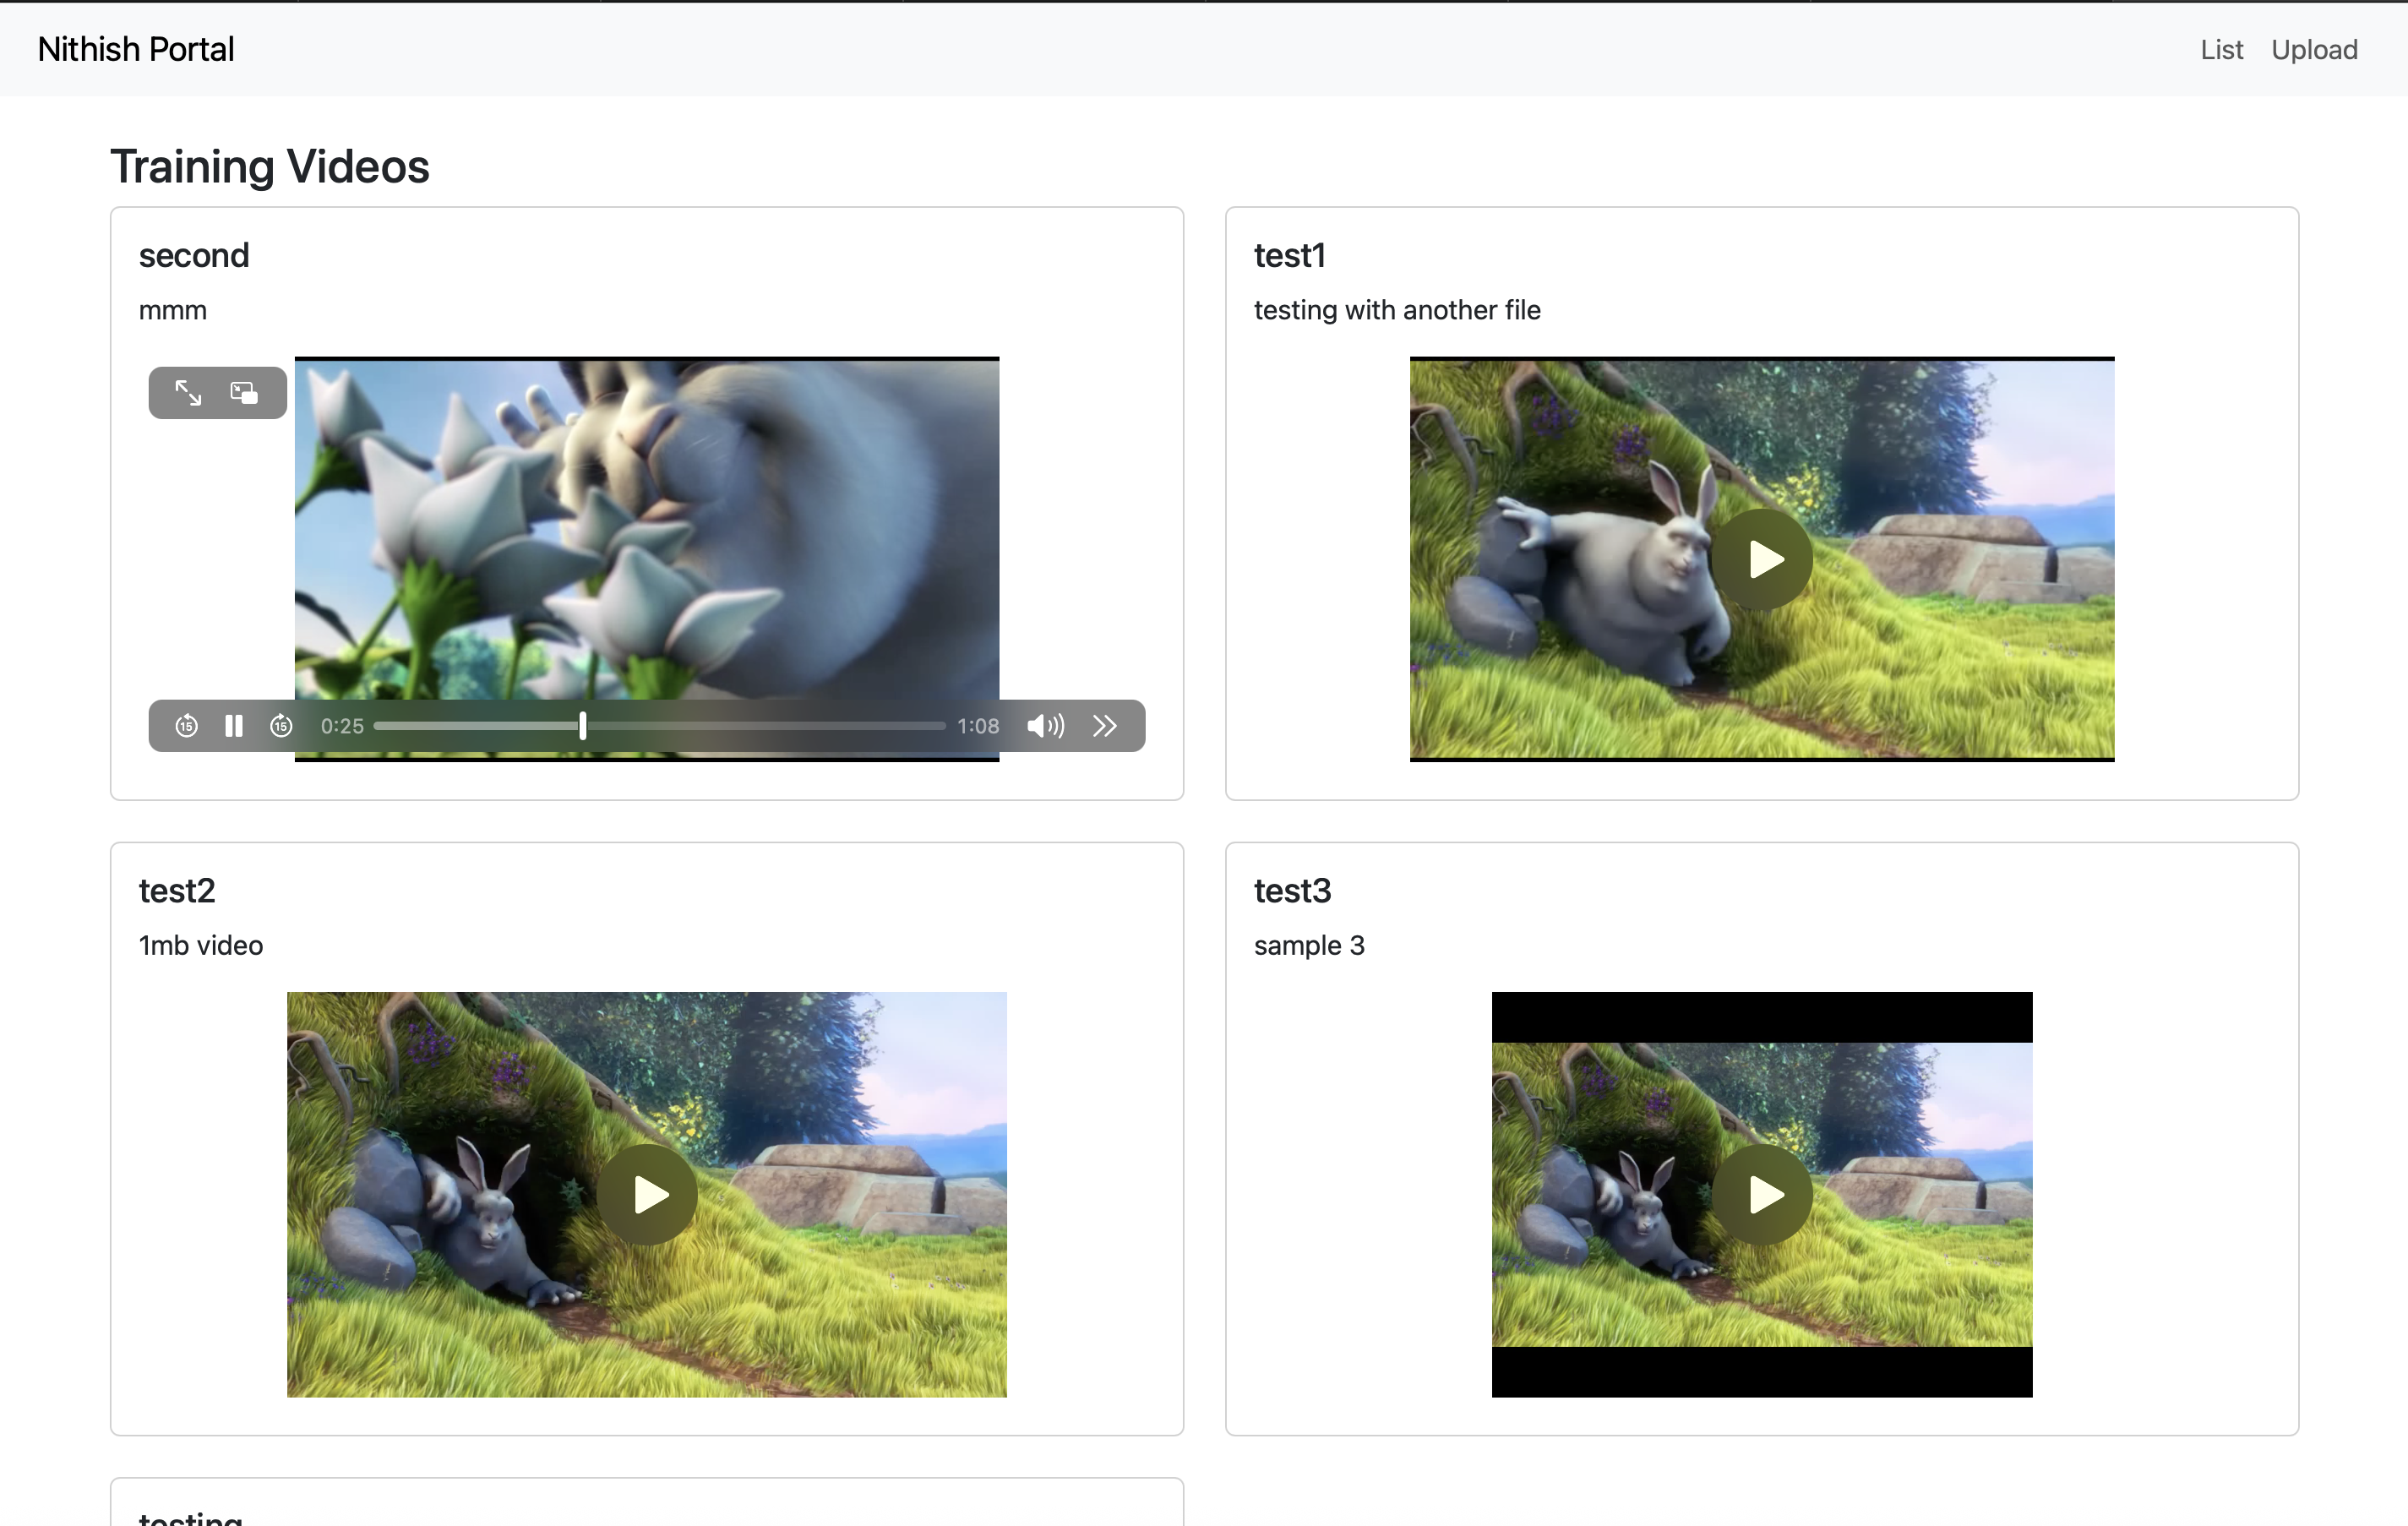 Nithish Portal
List Upload
Training Videos
second
mmm
15 15 0:25 1:08
test1
testing with another file
test2
1mb video
test3
sample 3
testing